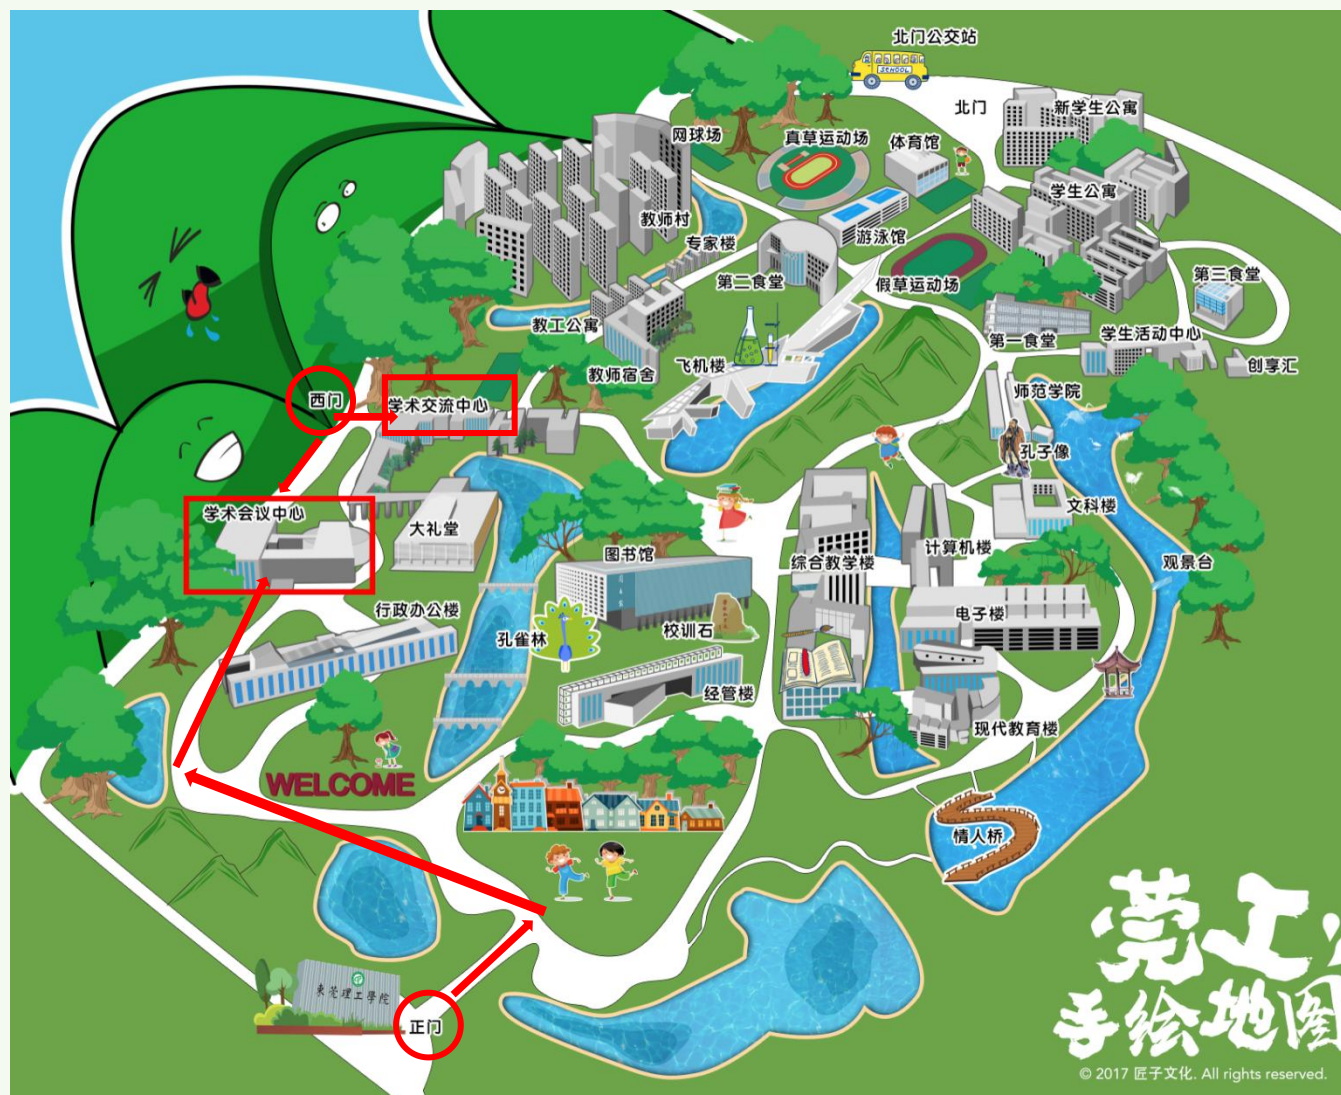 北门公交站
SCHOOL
北门
新学生公寓
网球场
真草运动场
体育馆
学生公寓
教师村
专家楼
游泳馆
第二食堂
假草运动场
第三食堂
教工公寓
第一食堂
学生活动中心
飞机楼
教师宿舍
创享汇
师范学院
西门
学术交流中心
孔子像
文科楼
学术会议中心
大礼堂
图书馆
综合教学楼
计算机楼
观景台
行政办公楼
孔雀林
校训石
电子楼
经管楼
现代教育楼
WELCOME
情人桥
東莞理工學院
正门
莞工
手绘地图
© 2017 匠子文化. All rights reserved.